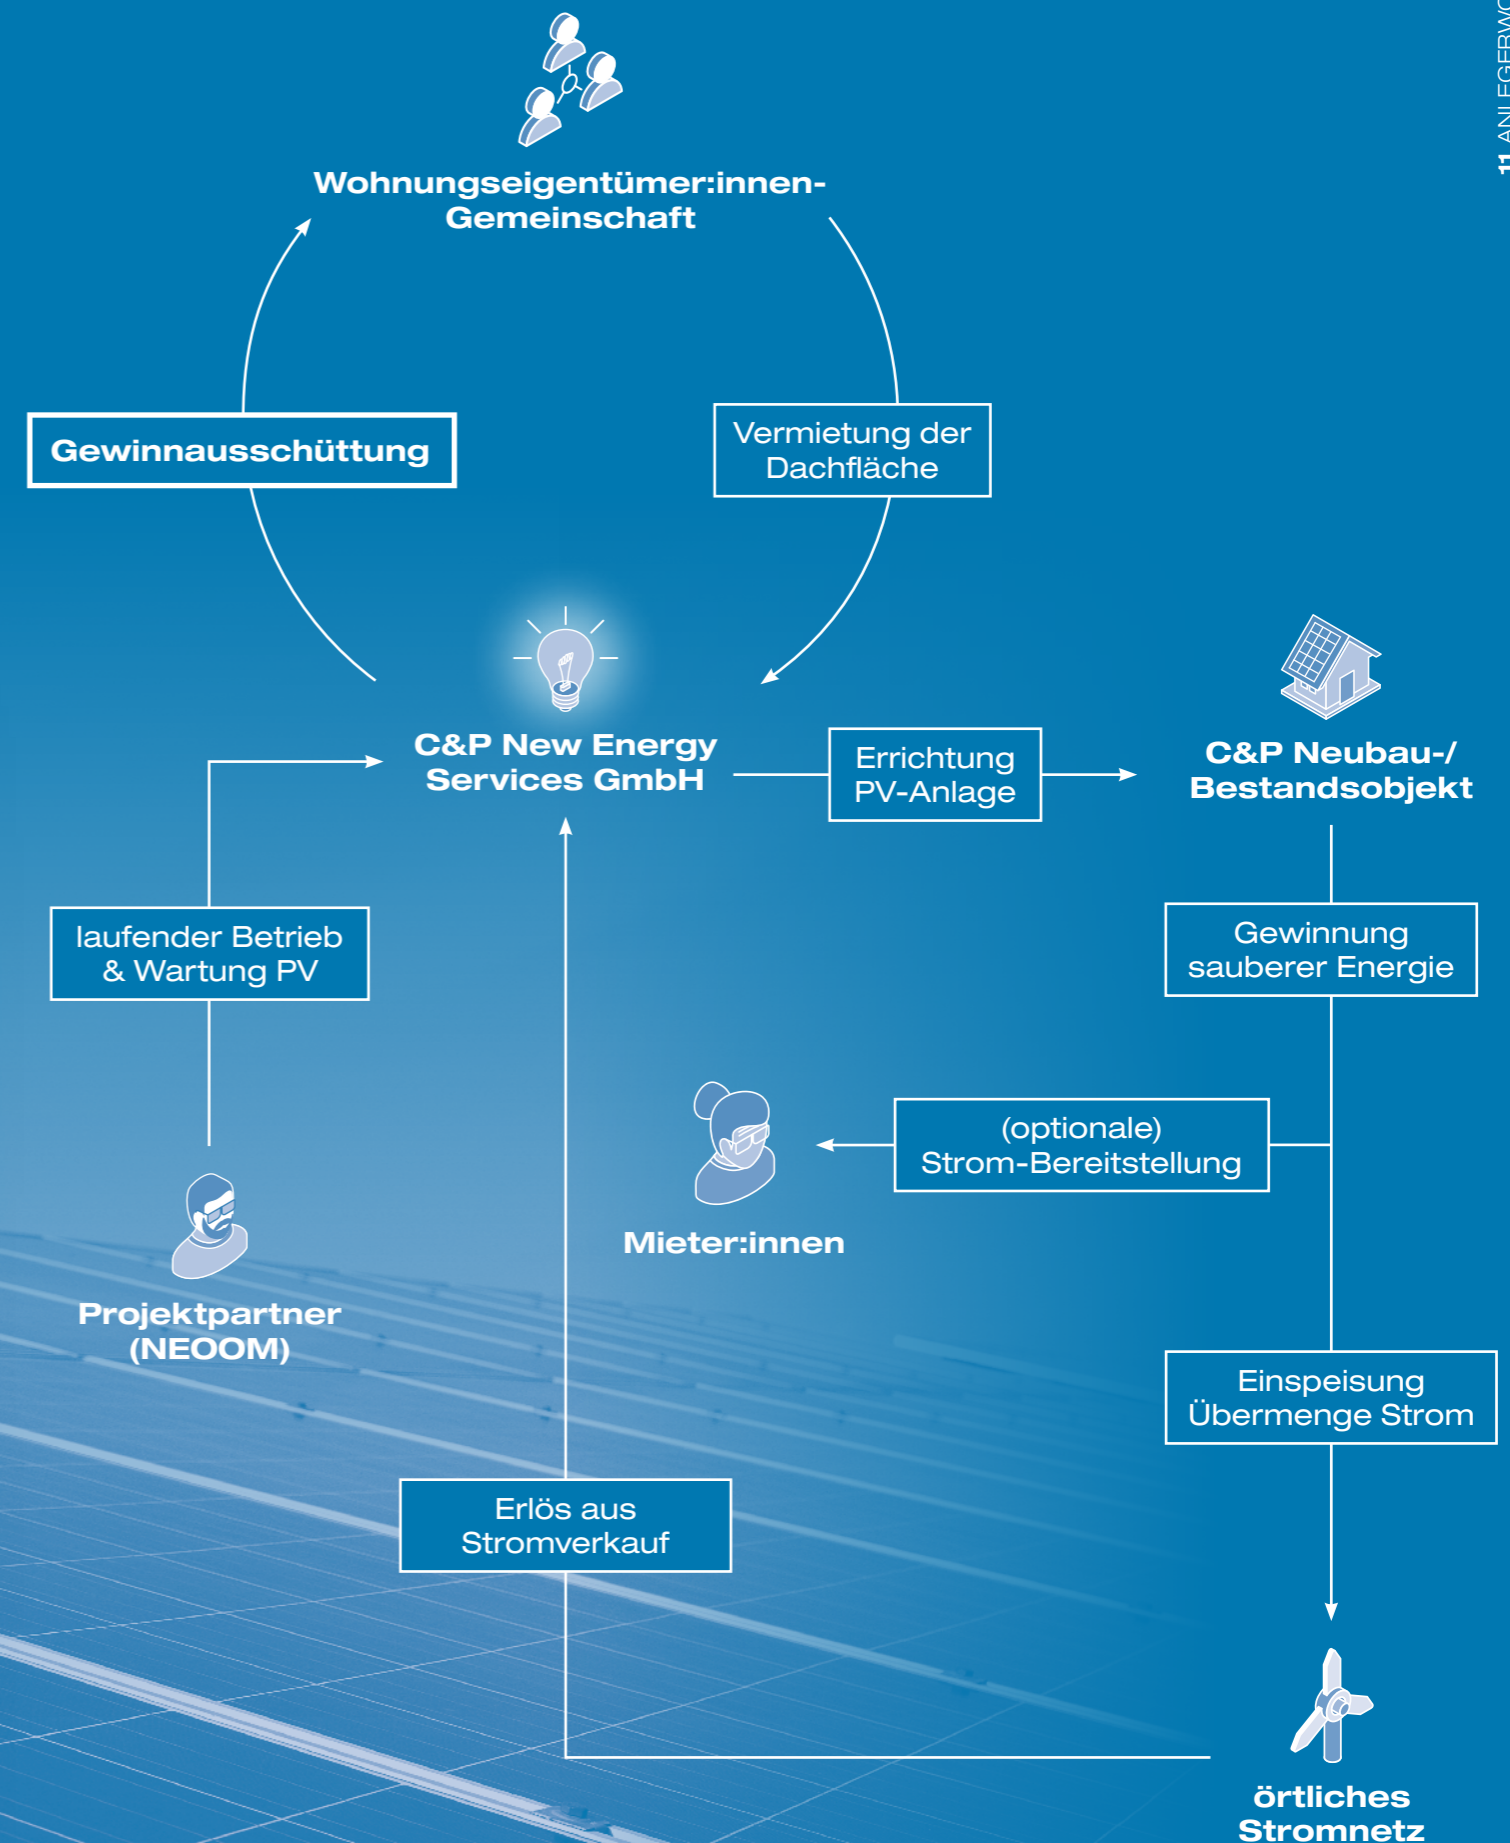 11 ANLEGERWO
Wohnungseigentümer:innen-
Gemeinschaft
Gewinnausschüttung
Vermietung der
Dachfläche
C&P New Energy
Services GmbH
Errichtung
PV-Anlage
C&P Neubau-/
Bestandsobjekt
laufender Betrieb
& Wartung PV
Gewinnung
sauberer Energie
(optionale)
Strom-Bereitstellung
Mieter:innen
Projektpartner
(NEOOM)
Einspeisung
Übermenge Strom
Erlös aus
Stromverkauf
örtliches
Stromnetz